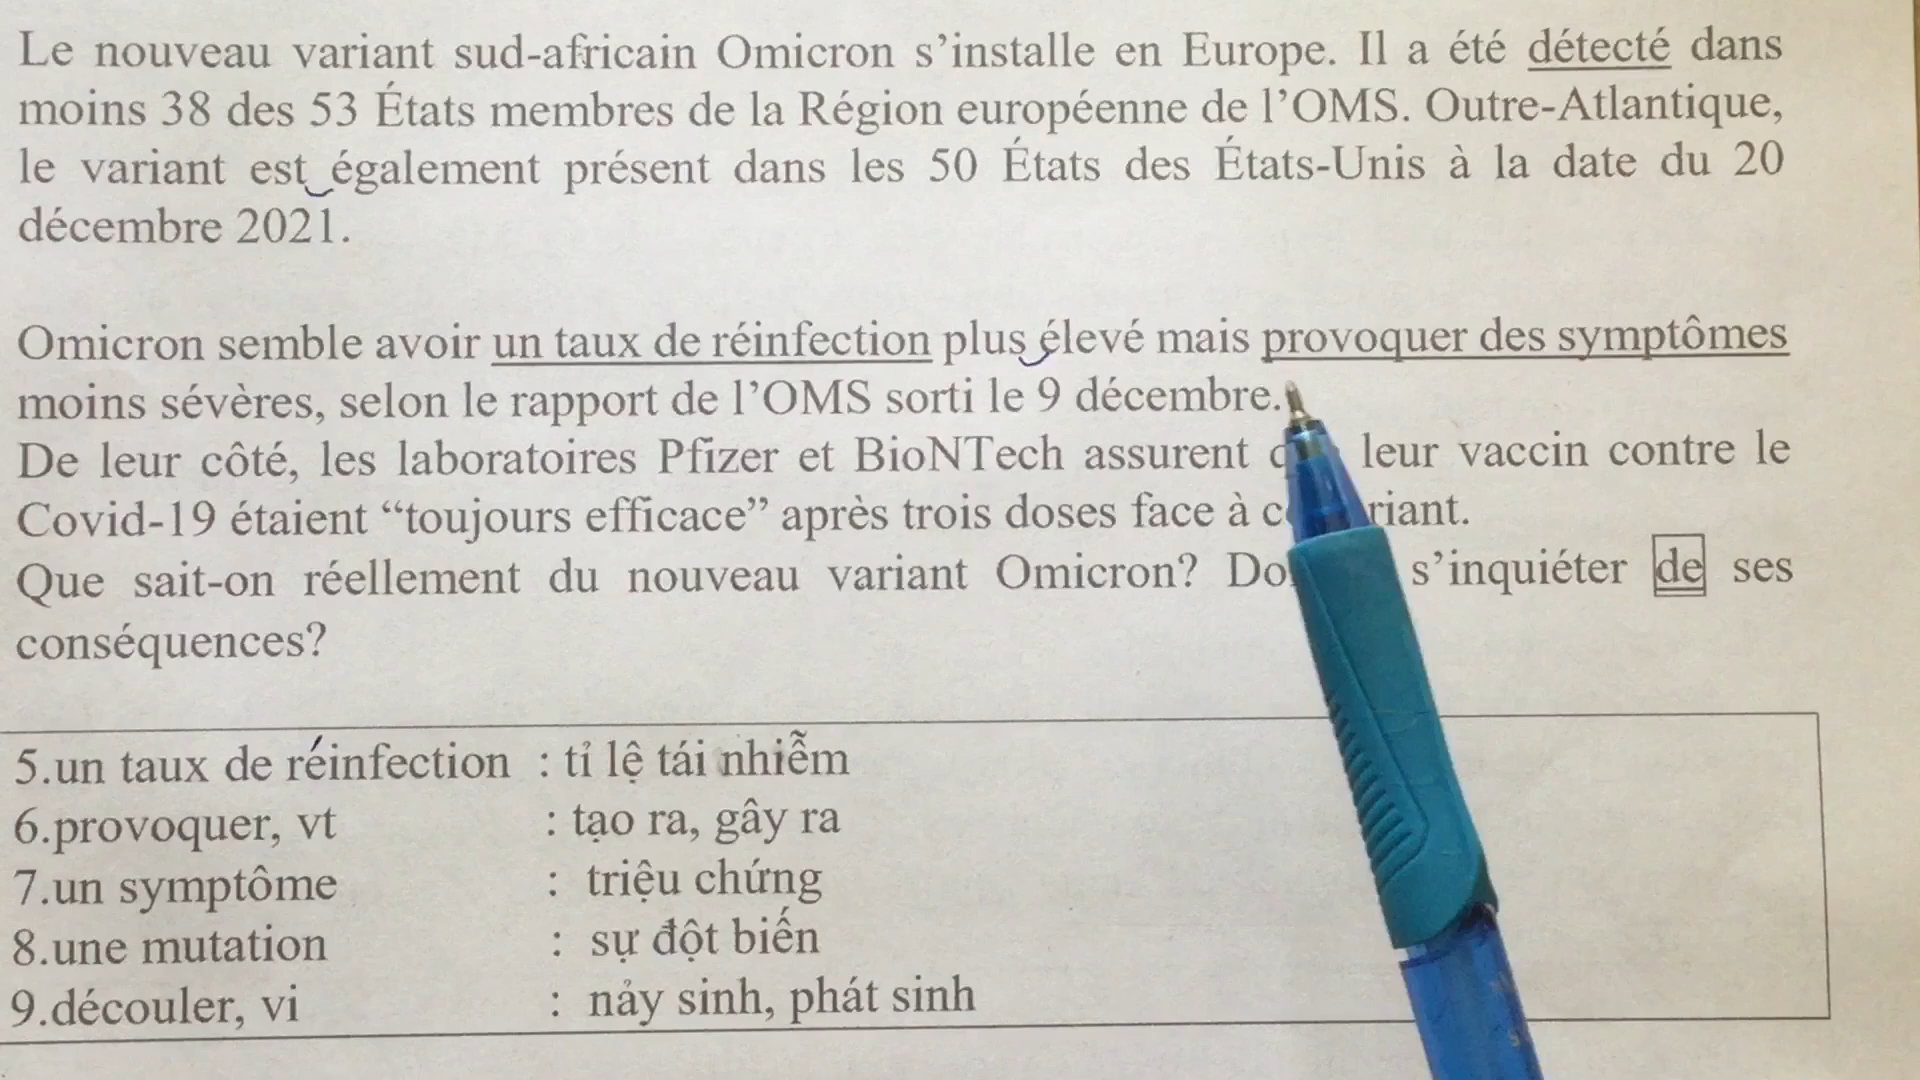 Le nouveau variant sud-africain Omicron s’installe en Europe. Il a été détecté dans
moins 38 des 53 États membres de la Région européenne de l’OMS. Outre-Atlantique,
le variant est également présent dans les 50 États des États-Unis à la date du 20
décembre 2021.
Omicron semble avoir un taux de réinfection plus élevé mais provoquer des symptômes
moins sévères, selon le rapport de l’OMS sorti le 9 décembre.
De leur côté, les laboratoires Pfizer et BioNTech assurent leur vaccin contre le
Covid-19 étaient “toujours efficace” après trois doses face à
Que sait-on réellement du nouveau variant Omicron? s’inquiéter de ses
conséquences?
5.un taux de réinfection : tỉ lệ tái nhiễm
6.provoquer, vt : tạo ra, gây ra
7.un symptôme : triệu chứng
8.une mutation : sự đột biến
9.découler, vi : nảy sinh, phát sinh